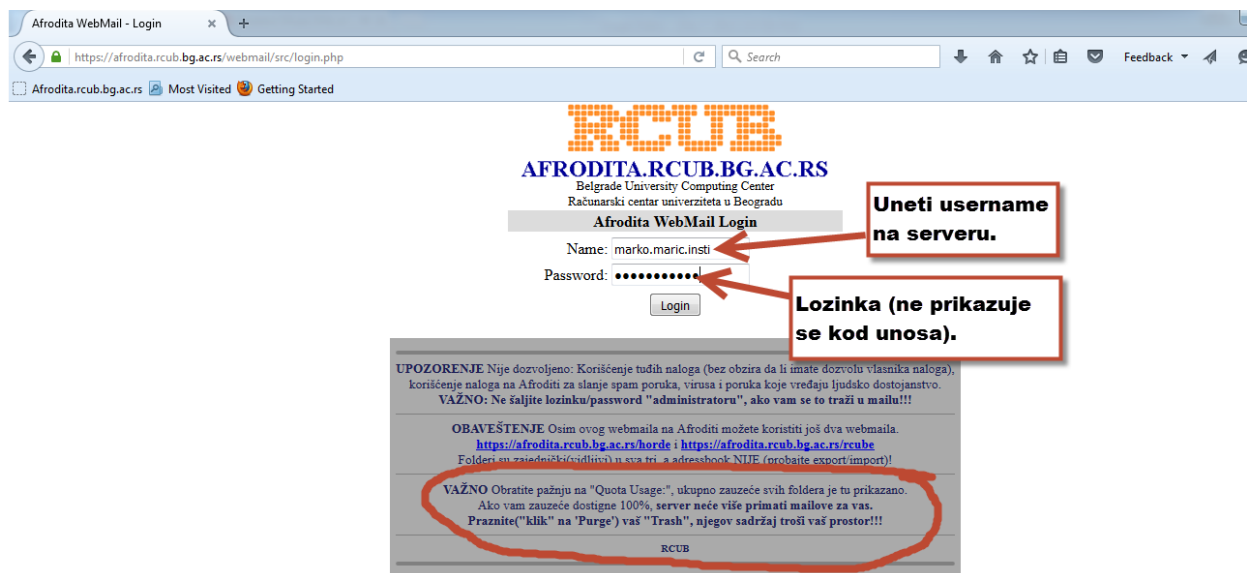 Afrodita WebMail - Login
https://afrodita.rcub.bg.ac.rs/webmail/src/login.php
Search
Feedback
Afrodita.rcub.bg.ac.rs Most Visited Getting Started
RCUB
AFRODITA.RCUB.BG.AC.RS
Belgrade University Computing Center
Računarski centar univerziteta u Beogradu
Afrodita WebMail Login
Name: marko.maric.insti
Password:
Login
Uneti username
na serveru.
Lozinka (ne prikazuje
se kod unosa).
UPOZORENJE Nije dozvoljeno: Korišćenje tuđih naloga (bez obzira da li imate dozvolu vlasnika naloga),
korišćenje naloga na Afroditi za slanje spam poruka, virusa i poruka koje vređaju ljudsko dostojanstvo.
VAŽNO: Ne šaljite lozinku/password "administratoru", ako vam se to traži u mailu!!!
OBAVEŠTENJE Osim ovog webmaila na Afroditi možete koristiti još dva webmaila.
https://afrodita.rcub.bg.ac.rs/horde i https://afrodita.rcub.bg.ac.rs/rcube
Folderi su zajednički(vidljivi) u sva tri, a adressbook NIJE (probajte export/import)!
VAŽNO Obratite pažnju na "Quota Usage:", ukupno zauzeće svih foldera je tu prikazano.
Ako vam zauzeće dostigne 100%, server neće više primati mailove za vas.
Praznite("klik" na 'Purge') vaš "Trash", njegov sadržaj troši vaš prostor!!!
RCUB